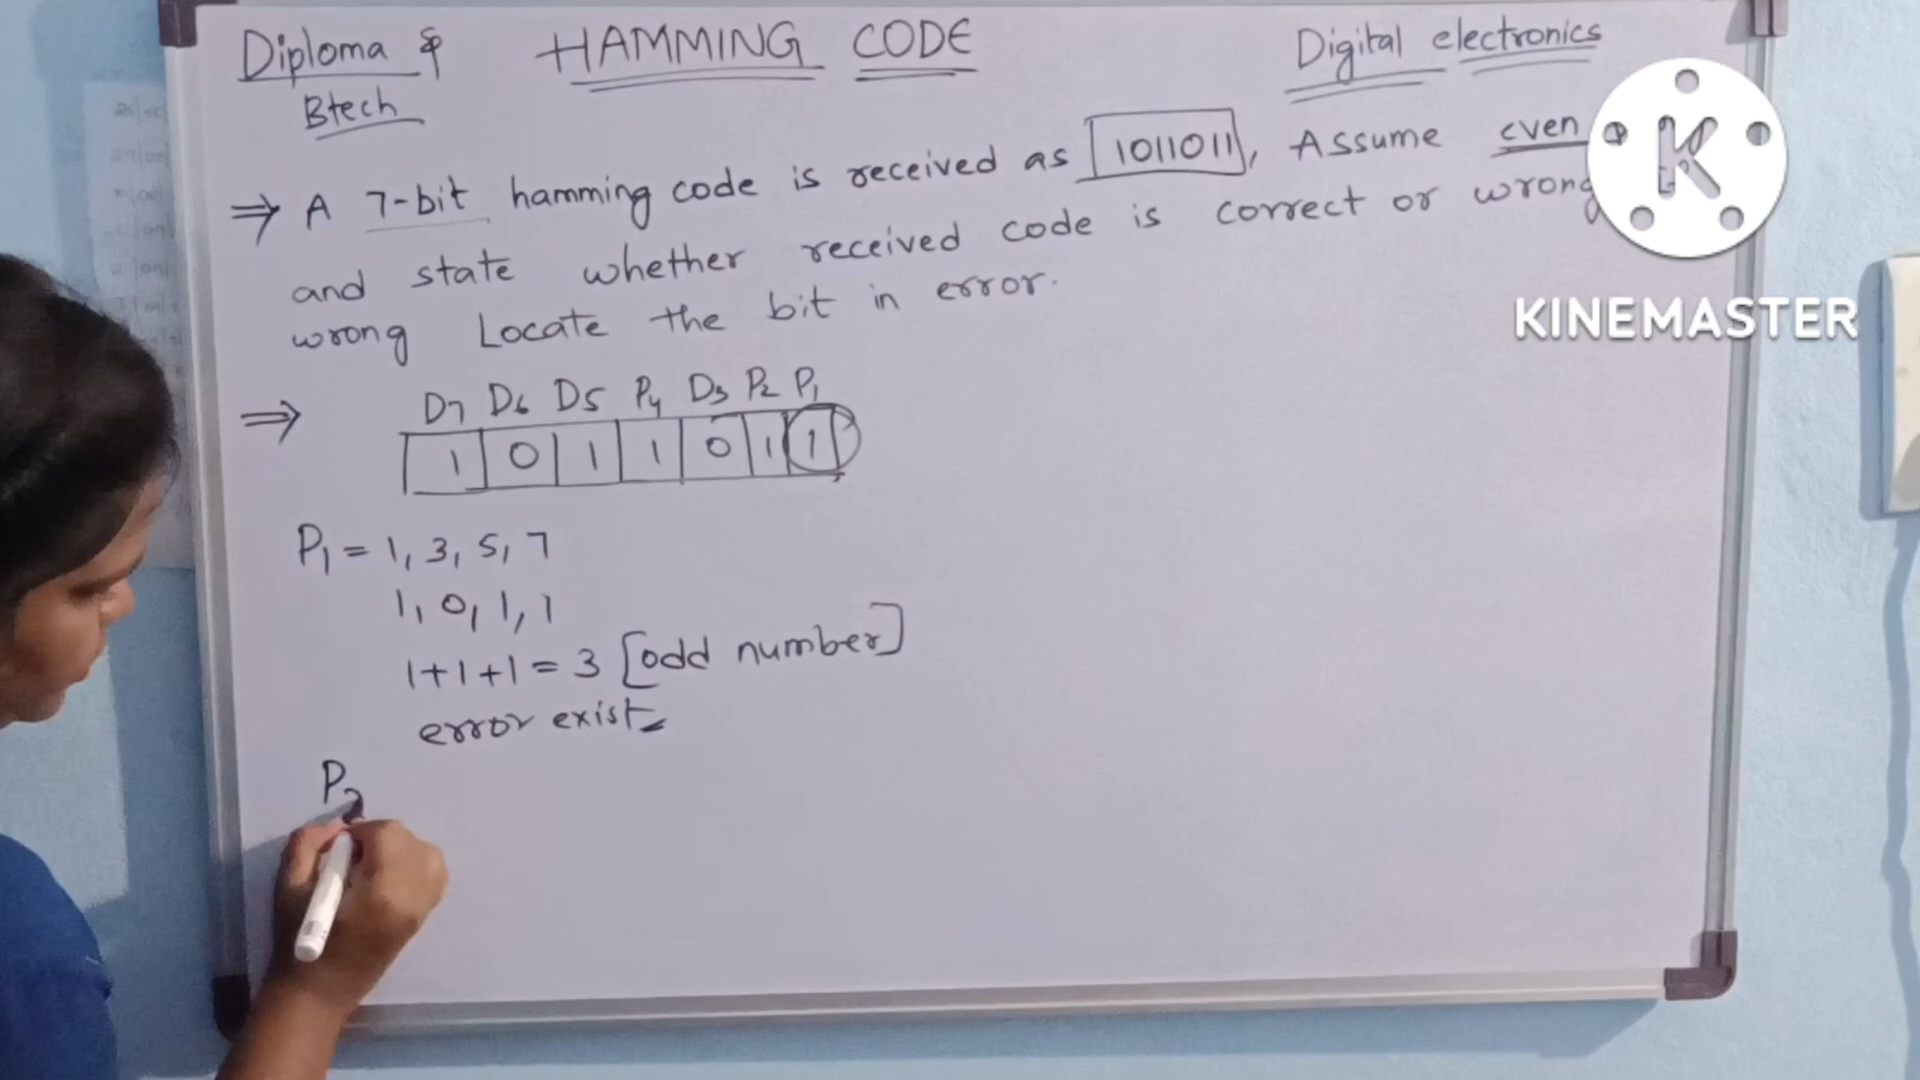 Diploma & HAMMING CODE Digital electronics
Btech
⇒ A 7-bit hamming code is received as 1011011, Assume even
and state whether received code is correct or wrong
wrong Locate the bit in error.
⇒ D7 D6 D5 P4 D3 P2 P1
1 0 1 1 0 1 1
P1 = 1, 3, 5, 7
1, 0, 1, 1
1+1+1 = 3 [odd number]
error exist
P2
KINEMASTER